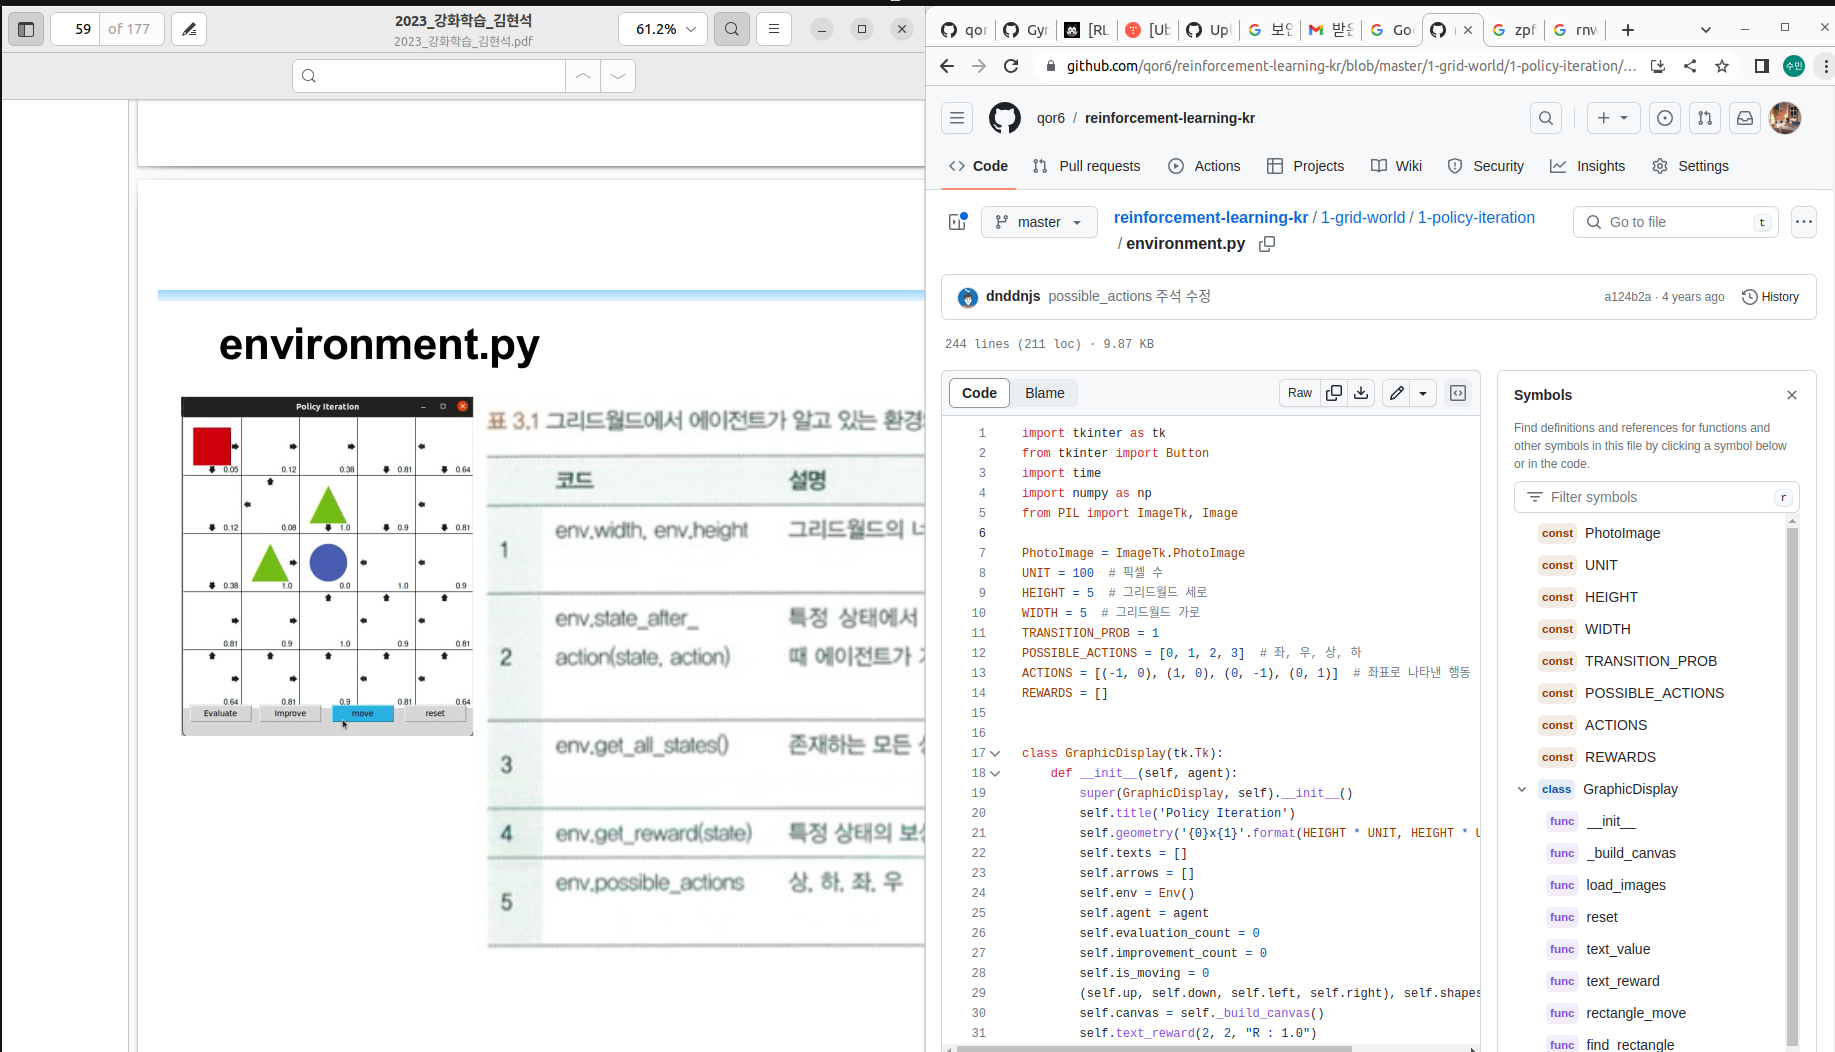 59 of 177
2023_강화학습_김현석
2023_강화학습_김현석.pdf
61.2%
environment.py
Policy Iteration
0.05 0.12 0.38 0.81 0.64
0.12 0.08 1.0 0.9 0.81
0.38 1.0 0.0 1.0 0.9
0.81 0.9 1.0 0.9 0.81
0.64 0.81 0.9 0.81 0.64
Evaluate Improve move reset
표 3.1 그리드월드에서 에이전트가 알고 있는
코드 설명
1 env.width, env.height 그리드월드의
2 env.state_after_ 특정 상태에서
action(state, action) 때 에이전트가
3 env.get_all_states() 존재하는 모든
4 env.get_reward(state) 특정 상태의
5 env.possible_actions 상, 하, 좌, 우
qor Gyr [RL [Ub Upl Go zpf rnw
github.com/qor6/reinforcement-learning-kr/blob/master/1-grid-world/1-policy-iteration/...
수민
qor6 / reinforcement-learning-kr
Code Pull requests Actions Projects Wiki Security Insights Settings
master
reinforcement-learning-kr / 1-grid-world / 1-policy-iteration
/ environment.py
Go to file t
dnddnjs possible_actions 주석 수정
a124b2a · 4 years ago History
244 lines (211 loc) · 9.87 KB
Code Blame Raw
1 import tkinter as tk
2 from tkinter import Button
3 import time
4 import numpy as np
5 from PIL import ImageTk, Image
6
7 PhotoImage = ImageTk.PhotoImage
8 UNIT = 100 # 픽셀 수
9 HEIGHT = 5 # 그리드월드 세로
10 WIDTH = 5 # 그리드월드 가로
11 TRANSITION_PROB = 1
12 POSSIBLE_ACTIONS = [0, 1, 2, 3] # 좌, 우, 상, 하
13 ACTIONS = [(-1, 0), (1, 0), (0, -1), (0, 1)] # 좌표로 나타낸 행동
14 REWARDS = []
15
16
17 class GraphicDisplay(tk.Tk):
18 def __init__(self, agent):
19 super(GraphicDisplay, self).__init__()
20 self.title('Policy Iteration')
21 self.geometry('{0}x{1}'.format(HEIGHT * UNIT, HEIGHT * U
22 self.texts = []
23 self.arrows = []
24 self.env = Env()
25 self.agent = agent
26 self.evaluation_count = 0
27 self.improvement_count = 0
28 self.is_moving = 0
29 (self.up, self.down, self.left, self.right), self.shapes
30 self.canvas = self._build_canvas()
31 self.text_reward(2, 2, "R : 1.0")
Symbols
Find definitions and references for functions and
other symbols in this file by clicking a symbol below
or in the code.
Filter symbols r
const PhotoImage
const UNIT
const HEIGHT
const WIDTH
const TRANSITION_PROB
const POSSIBLE_ACTIONS
const ACTIONS
const REWARDS
class GraphicDisplay
func __init__
func _build_canvas
func load_images
func reset
func text_value
func text_reward
func rectangle_move
func find_rectangle